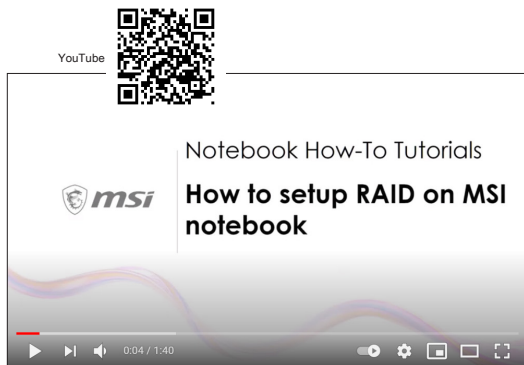 YouTube
Notebook How-To Tutorials
msi
How to setup RAID on MSI
notebook
0:04 / 1:40